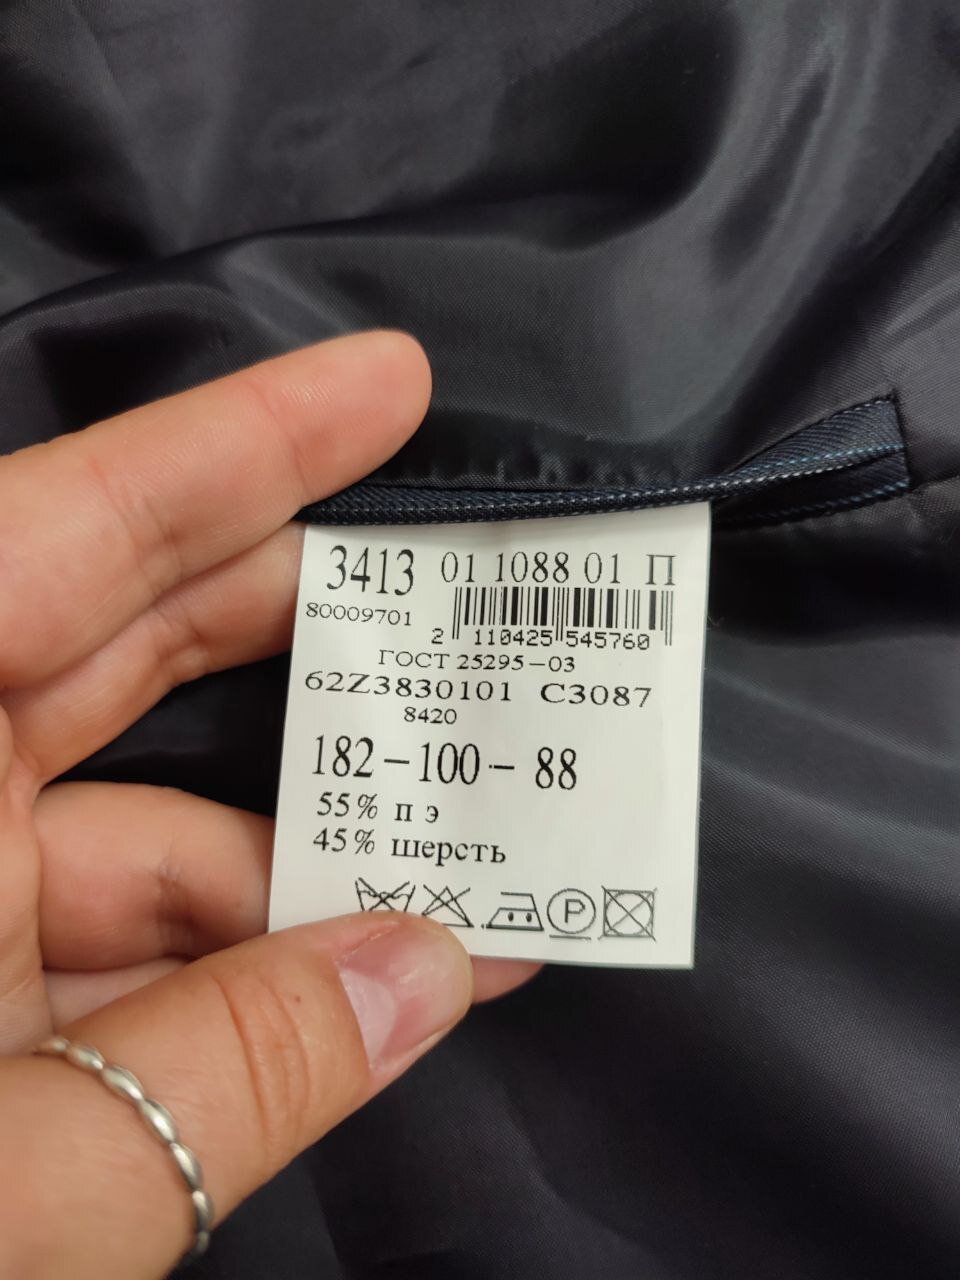 3413 01 1088 01 П
80009701
2 110425 545760
ГОСТ 25295-03
62Z3830101 С3087
8420
182-100-88
55% п э
45% шерсть
P